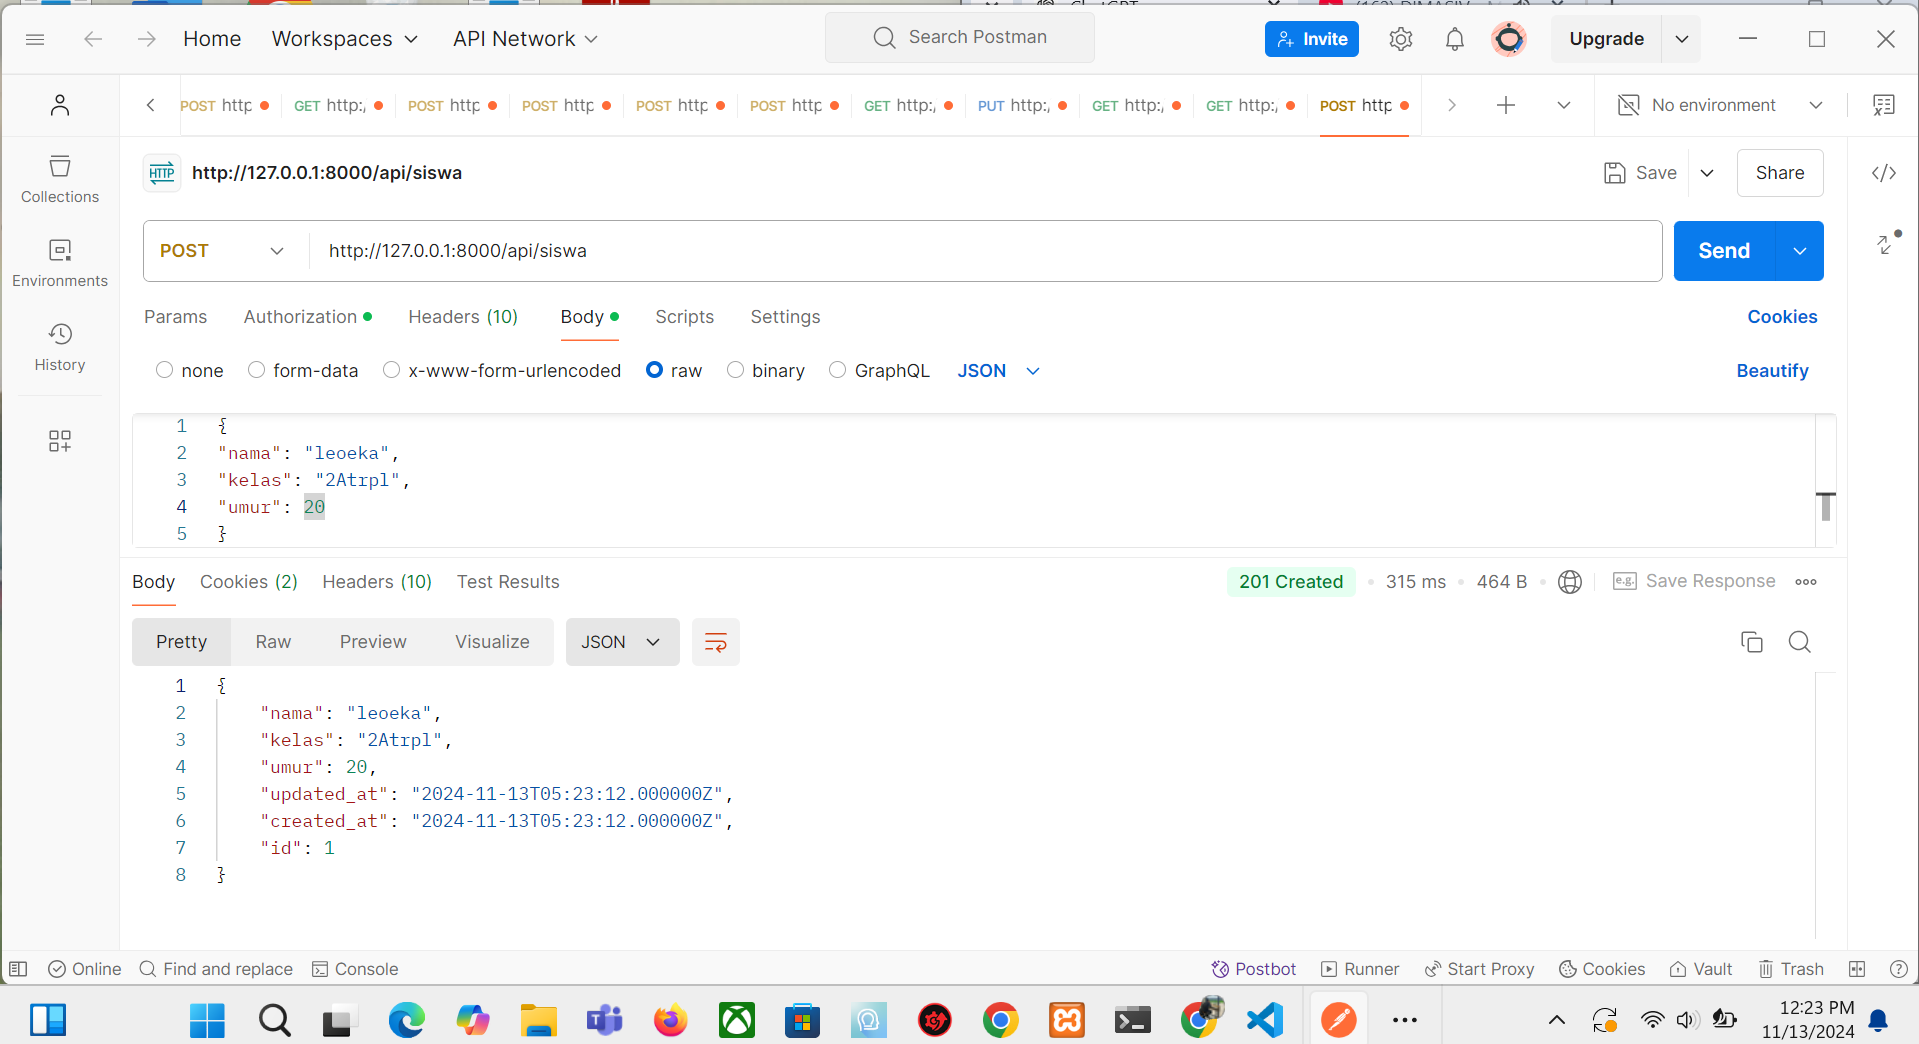 Home Workspaces API Network Search Postman Invite Upgrade
POST http GET http:, POST http POST http POST http POST http GET http:, PUT http:, GET http:, GET http:, POST http No environment
HTTP http://127.0.0.1:8000/api/siswa Save Share
Collections
POST http://127.0.0.1:8000/api/siswa Send
Environments
Params Authorization Headers (10) Body Scripts Settings Cookies
History
none form-data x-www-form-urlencoded raw binary GraphQL JSON Beautify
1 {
2 "nama": "leoeka",
3 "kelas": "2Atrpl",
4 "umur": 20
5 }
Body Cookies (2) Headers (10) Test Results 201 Created 315 ms 464 B e.g. Save Response
Pretty Raw Preview Visualize JSON
1 {
2 "nama": "leoeka",
3 "kelas": "2Atrpl",
4 "umur": 20,
5 "updated_at": "2024-11-13T05:23:12.000000Z",
6 "created_at": "2024-11-13T05:23:12.000000Z",
7 "id": 1
8 }
Online Find and replace Console Postbot Runner Start Proxy Cookies Vault Trash
12:23 PM
11/13/2024